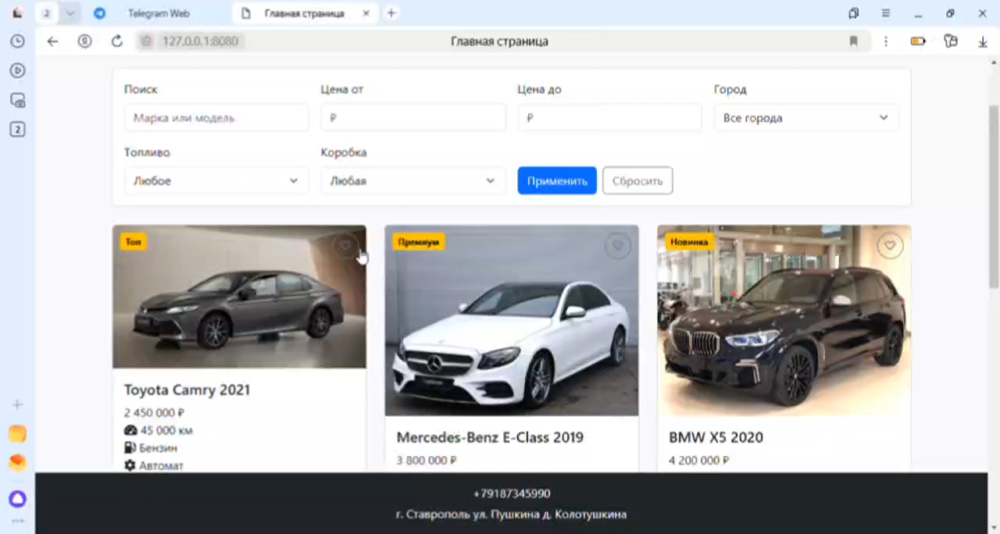 2
Telegram Web
Главная страница
127.0.0.1:8080
Главная страница
2
Поиск
Цена от
Цена до
Город
Марка или модель
₽
₽
Все города
Топливо
Коробка
Любое
Любая
Применить
Сбросить
Топ
Премиум
Новинка
Toyota Camry 2021
2 450 000 ₽
45 000 км
Бензин
Автомат
Mercedes-Benz E-Class 2019
3 800 000 ₽
BMW X5 2020
4 200 000 ₽
+79187345990
г. Ставрополь ул. Пушкина д. Колотушкина